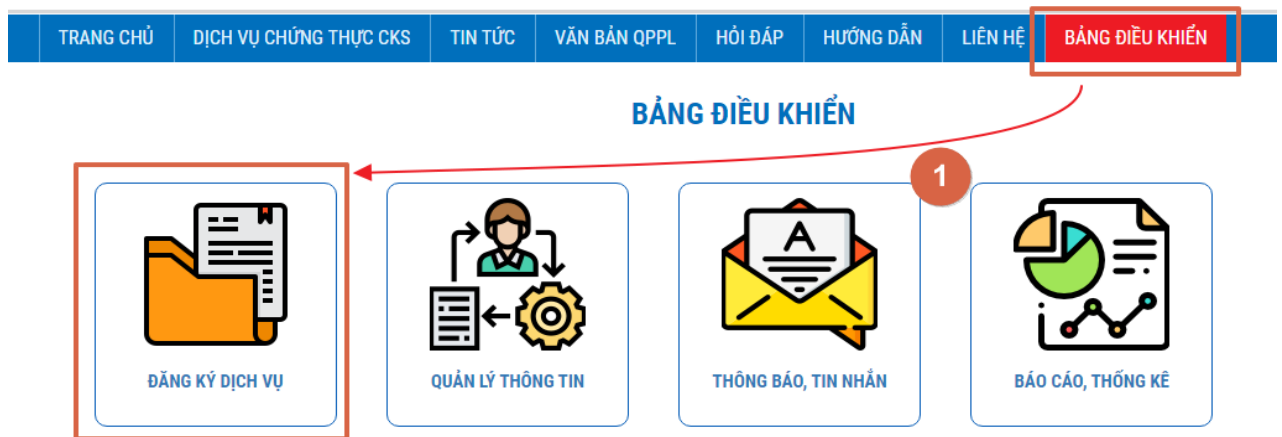 TRANG CHỦ DỊCH VỤ CHỨNG THỰC CKS TIN TỨC VĂN BẢN QPPL HỎI ĐÁP HƯỚNG DẪN LIÊN HỆ BẢNG ĐIỀU KHIỂN
BẢNG ĐIỀU KHIỂN
1
A
ĐĂNG KÝ DỊCH VỤ QUẢN LÝ THÔNG TIN THÔNG BÁO, TIN NHẮN BÁO CÁO, THỐNG KÊ